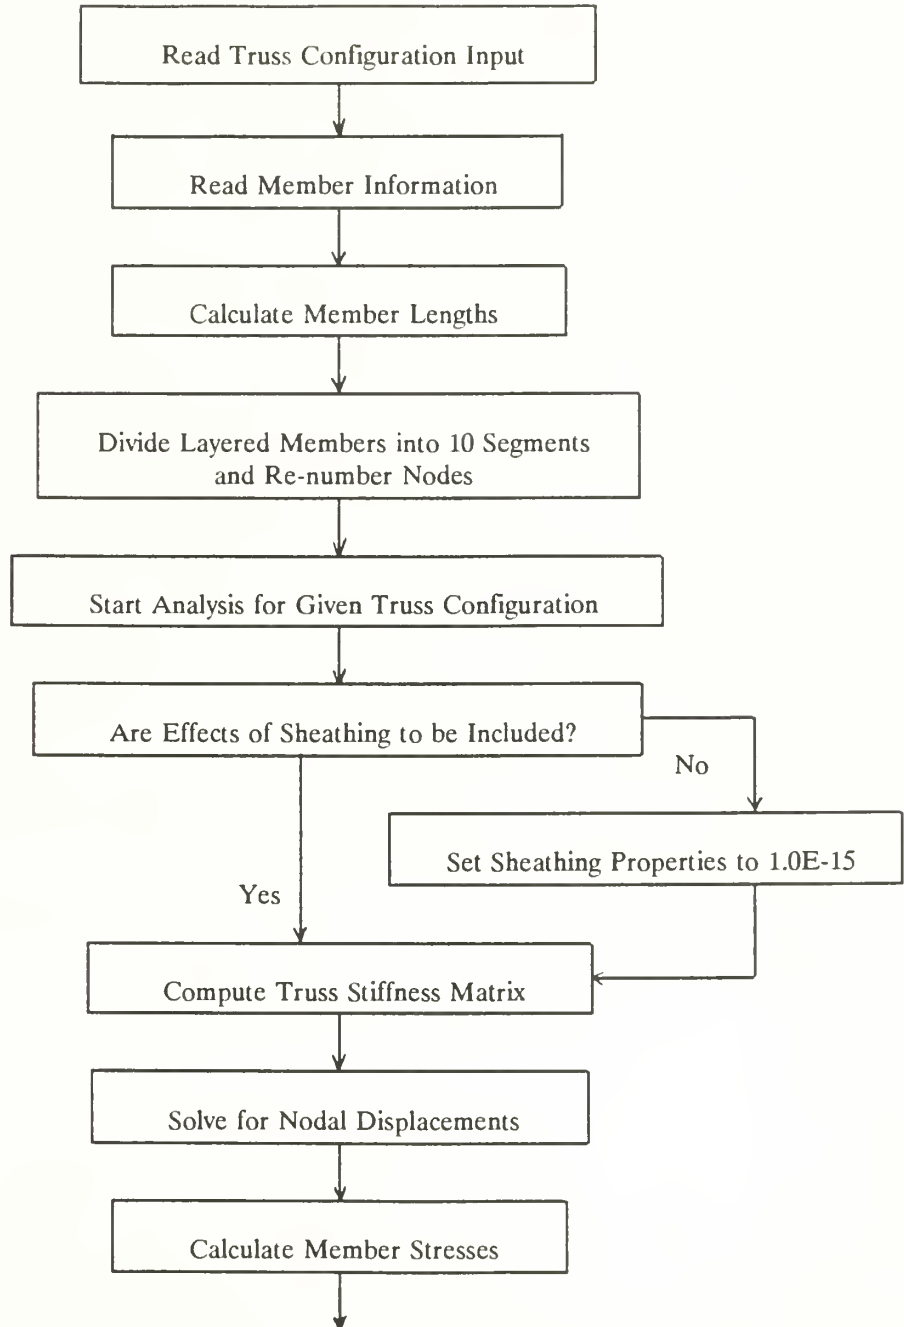 Read Truss Configuration Input
Read Member Information
Calculate Member Lengths
Divide Layered Members into 10 Segments
and Re-number Nodes
Start Analysis for Given Truss Configuration
Are Effects of Sheathing to be Included?
No
Set Sheathing Properties to 1.0E-15
Yes
Compute Truss Stiffness Matrix
Solve for Nodal Displacements
Calculate Member Stresses